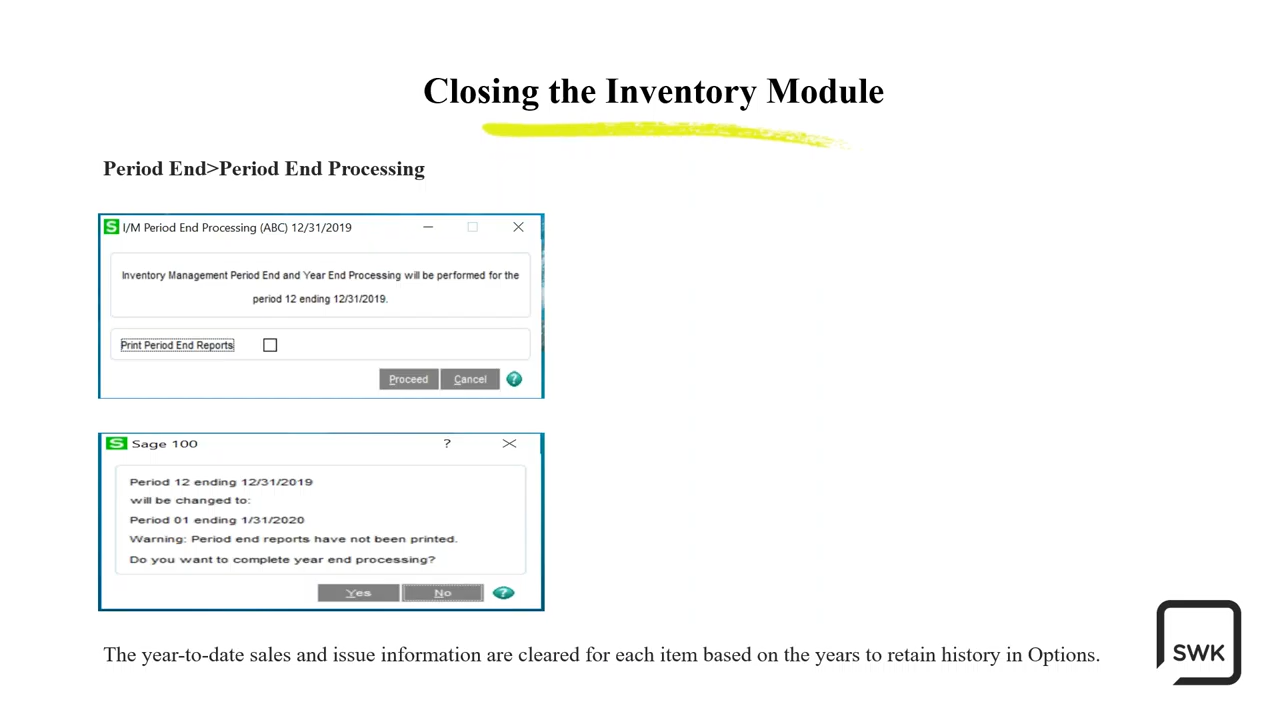 Closing the Inventory Module
Period End>Period End Processing
S I/M Period End Processing (ABC) 12/31/2019
Inventory Management Period End and Year End Processing will be performed for the
period 12 ending 12/31/2019.
Print Period End Reports
Proceed Cancel ?
S Sage 100 ?
Period 12 ending 12/31/2019
will be changed to:
Period 01 ending 1/31/2020
Warning: Period end reports have not been printed.
Do you want to complete year end processing?
Yes No ?
The year-to-date sales and issue information are cleared for each item based on the years to retain history in Options.
SWK